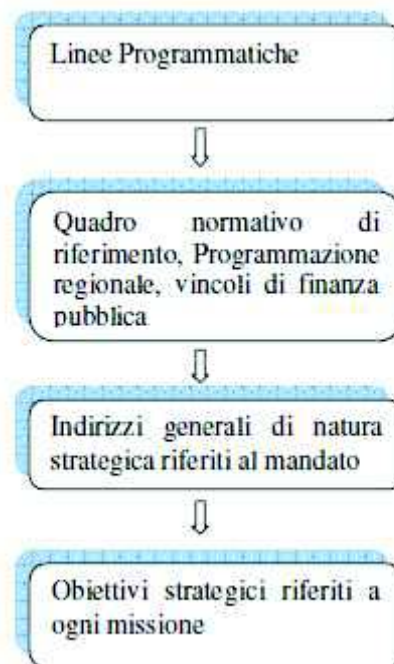 Linee Programmatiche
Quadro normativo di
riferimento, Programmazione
regionale, vincoli di finanza
pubblica
Indirizzi generali di natura
strategica riferiti al mandato
Obiettivi strategici riferiti a
ogni missione